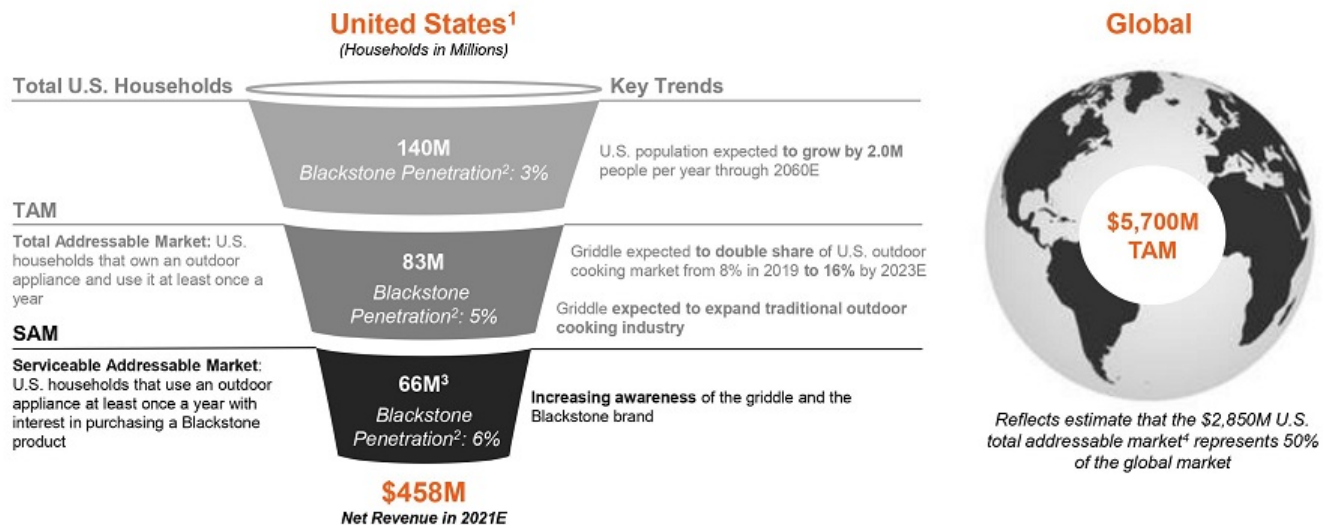 United States¹
(Households in Millions)
Global
Total U.S. Households
Key Trends
140M
Blackstone Penetration²: 3%
U.S. population expected to grow by 2.0M
people per year through 2060E
TAM
Total Addressable Market: U.S.
households that own an outdoor
appliance and use it at least once a
year
83M
Blackstone
Penetration²: 5%
Griddle expected to double share of U.S. outdoor
cooking market from 8% in 2019 to 16% by 2023E
Griddle expected to expand traditional outdoor
cooking industry
SAM
Serviceable Addressable Market:
U.S. households that use an outdoor
appliance at least once a year with
interest in purchasing a Blackstone
product
66M³
Blackstone
Penetration²: 6%
Increasing awareness of the griddle and the
Blackstone brand
$458M
Net Revenue in 2021E
$5,700M
TAM
Reflects estimate that the $2,850M U.S.
total addressable market⁴ represents 50%
of the global market